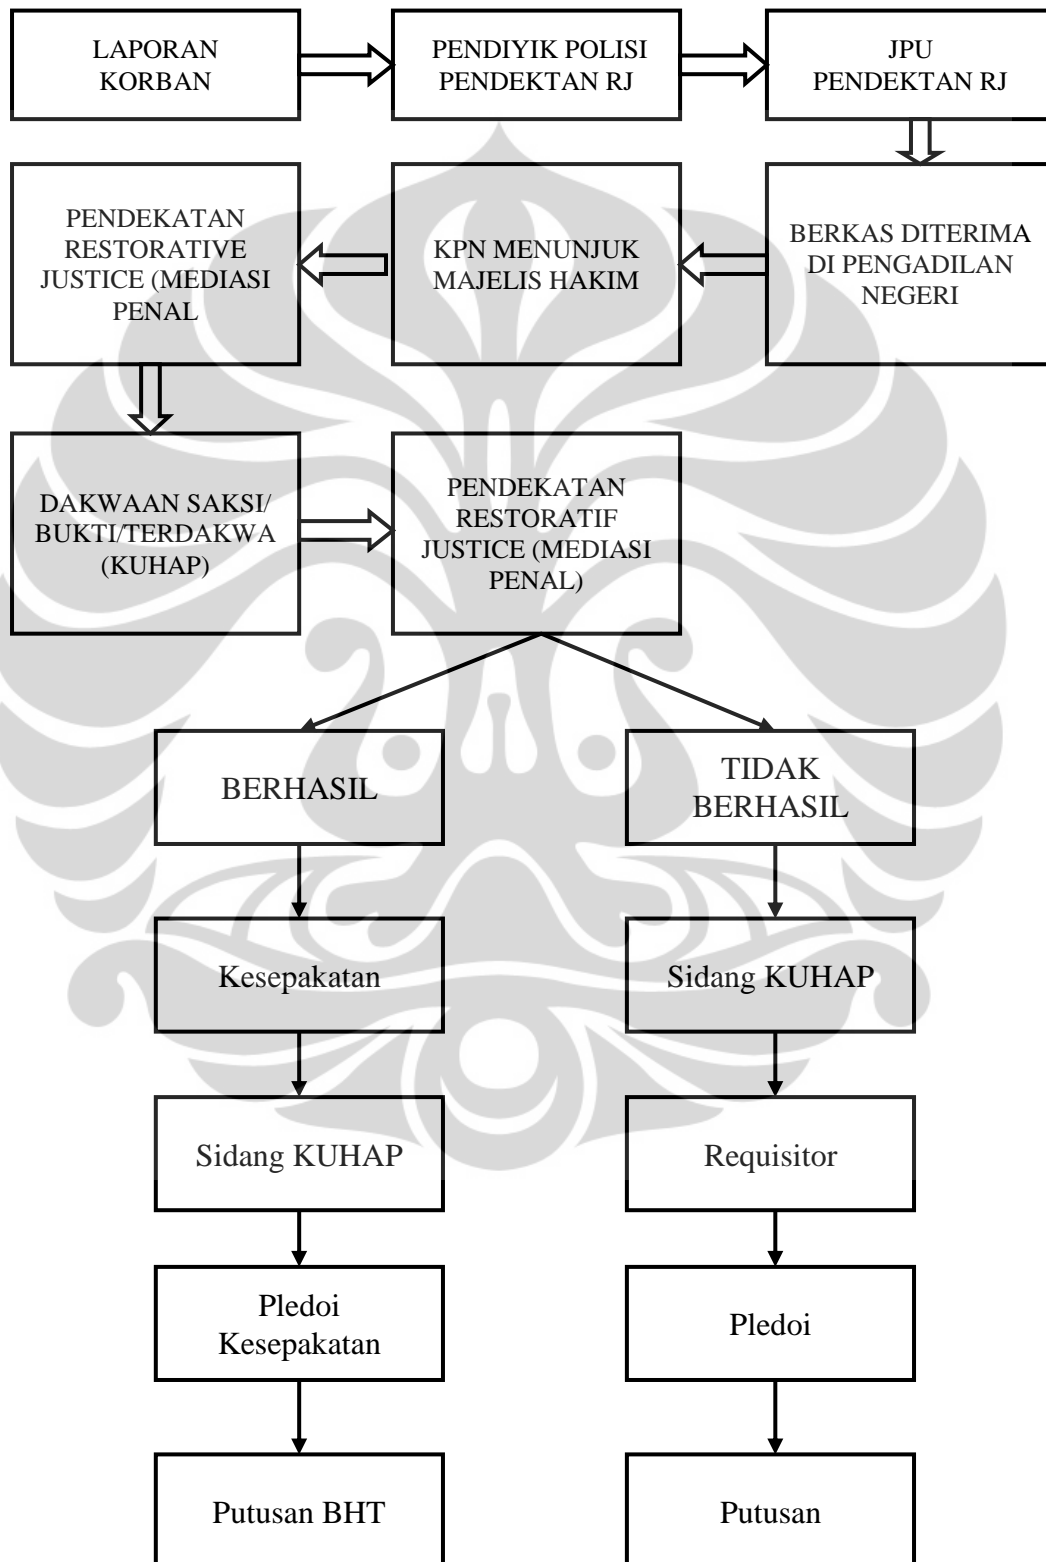 LAPORAN
KORBAN
PENDIYIK POLISI
PENDEKTAN RJ
JPU
PENDEKTAN RJ
PENDEKATAN
RESTORATIVE
JUSTICE (MEDIASI
PENAL
KPN MENUNJUK
MAJELIS HAKIM
BERKAS DITERIMA
DI PENGADILAN
NEGERI
DAKWAAN SAKSI/
BUKTI/TERDAKWA
(KUHAP)
PENDEKATAN
RESTORATIF
JUSTICE (MEDIASI
PENAL)
BERHASIL
TIDAK
BERHASIL
Kesepakatan
Sidang KUHAP
Sidang KUHAP
Requisitor
Pledoi
Kesepakatan
Pledoi
Putusan BHT
Putusan